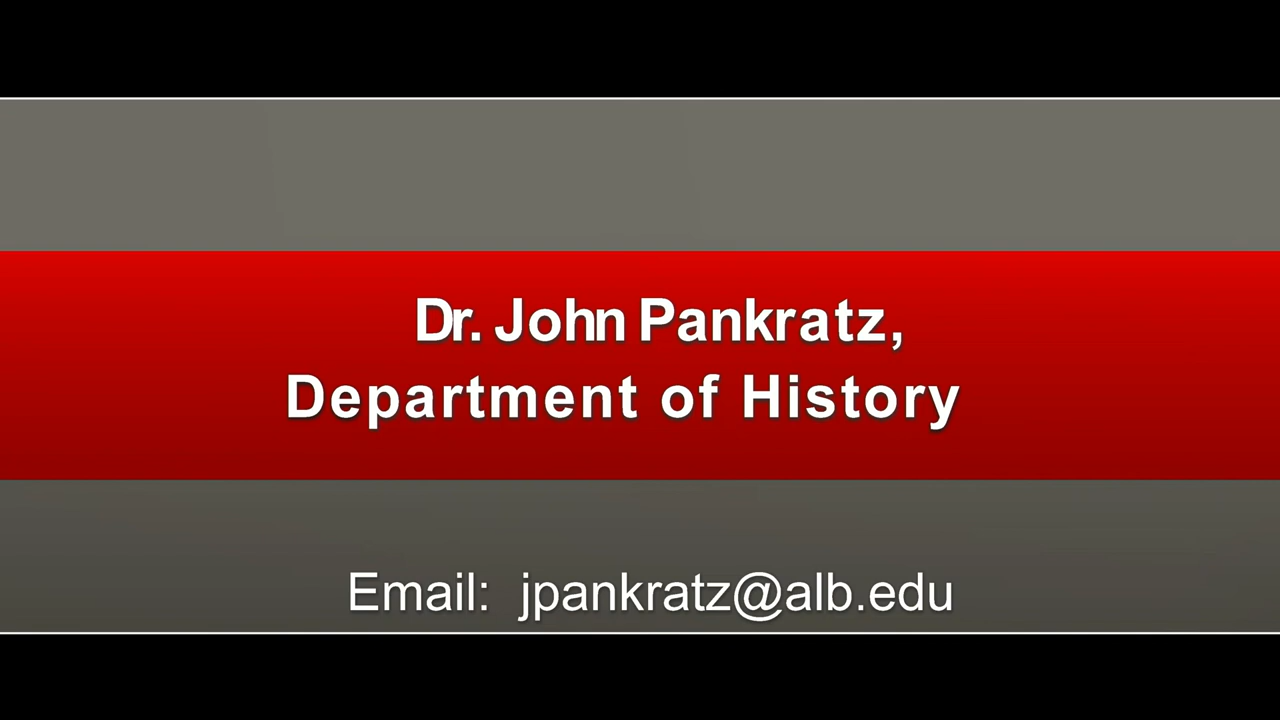 Dr. John Pankratz,
Department of History
Email: jpankratz@alb.edu